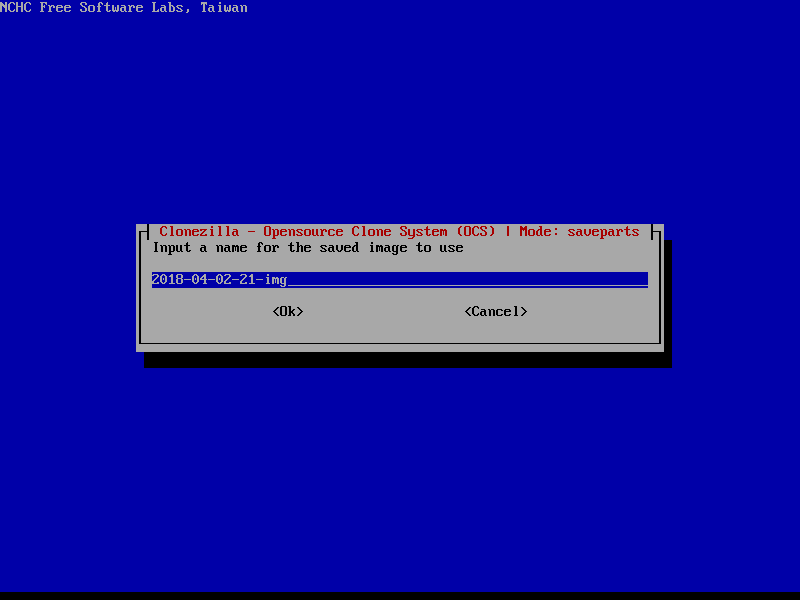 NCHC Free Software Labs, Taiwan
Clonezilla - Opensource Clone System (OCS) | Mode: saveparts
Input a name for the saved image to use
2018-04-02-21-img
<Ok> <Cancel>